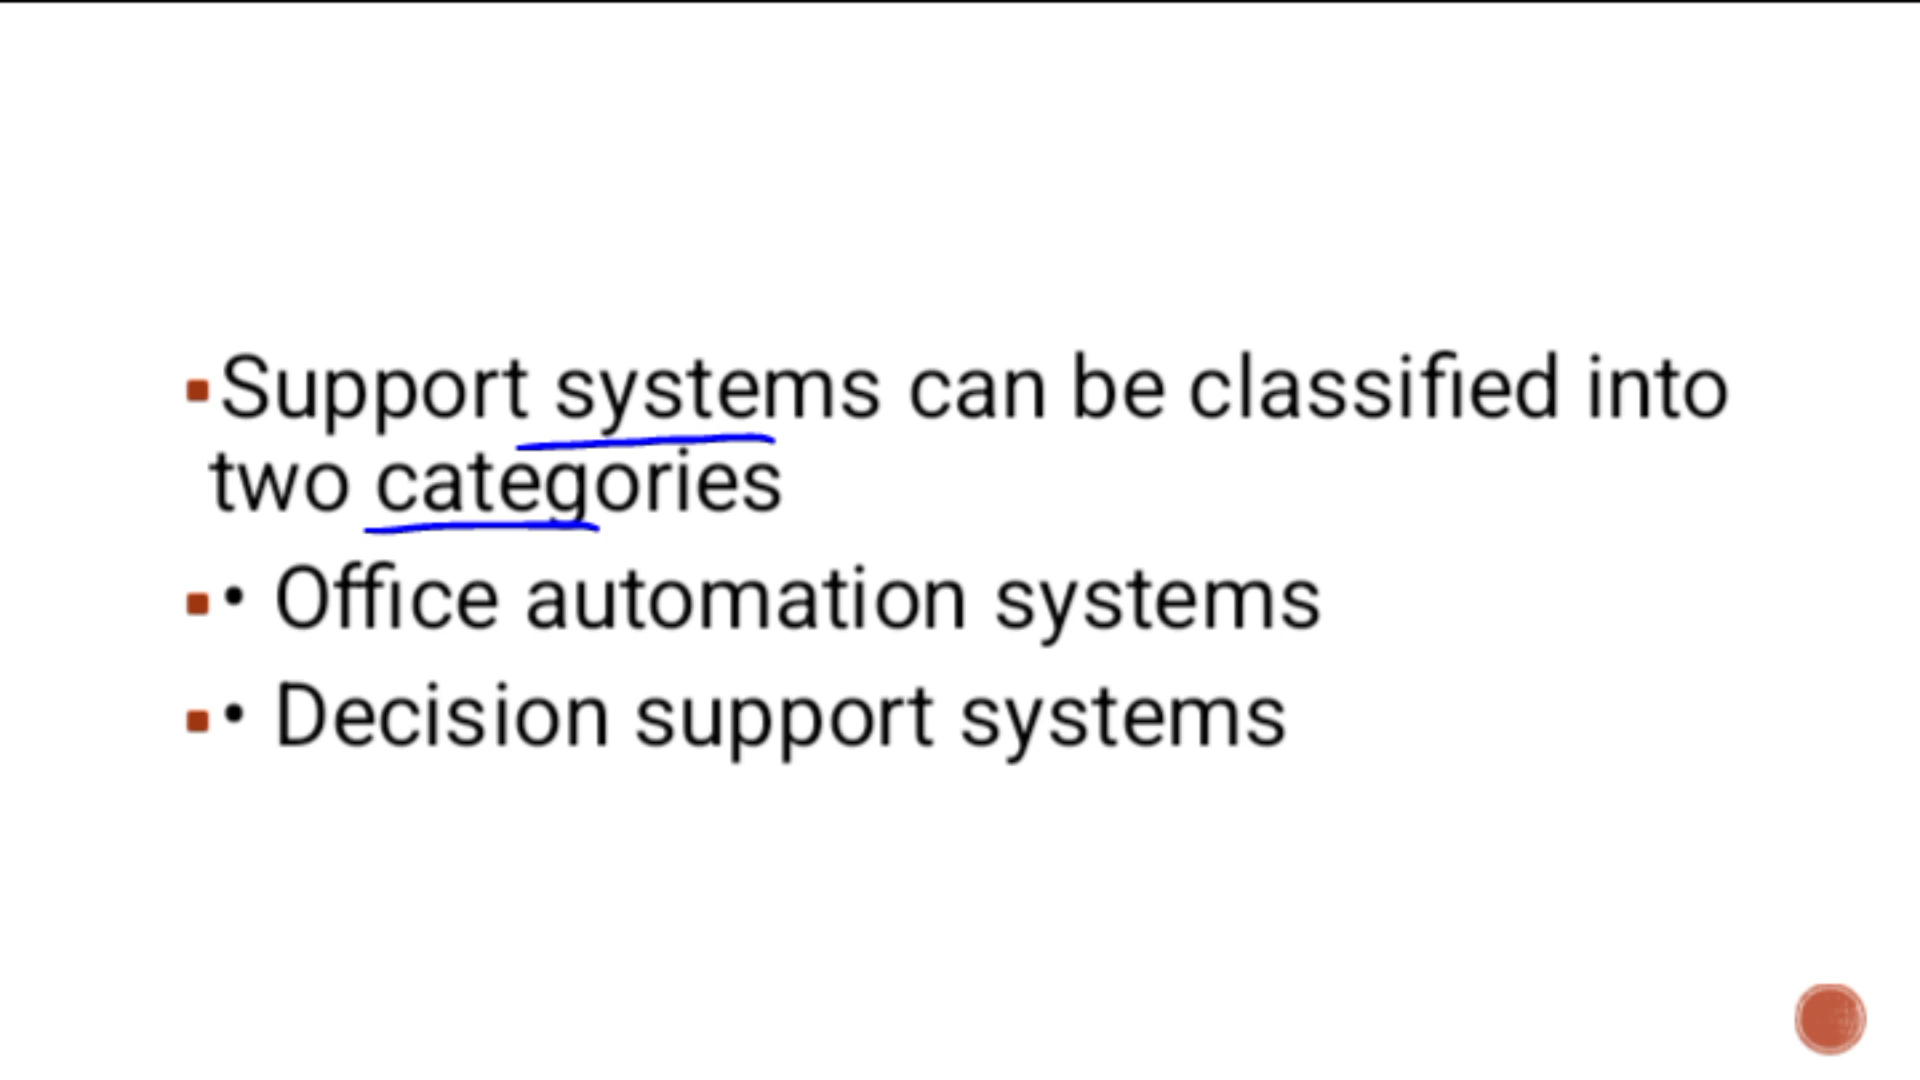 ▪Support systems can be classified into
two categories
▪• Office automation systems
▪• Decision support systems